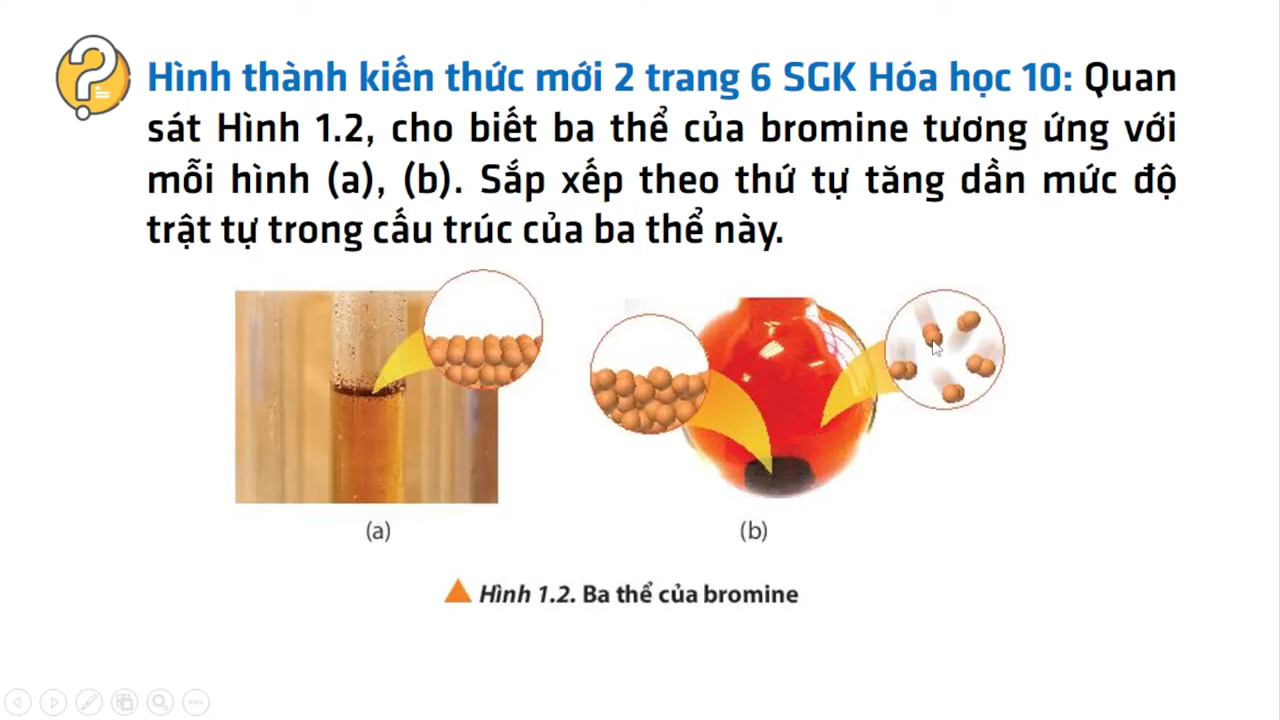 Hình thành kiến thức mới 2 trang 6 SGK Hóa học 10: Quan
sát Hình 1.2, cho biết ba thể của bromine tương ứng với
mỗi hình (a), (b). Sắp xếp theo thứ tự tăng dần mức độ
trật tự trong cấu trúc của ba thể này.
(a)
(b)
Hình 1.2. Ba thể của bromine